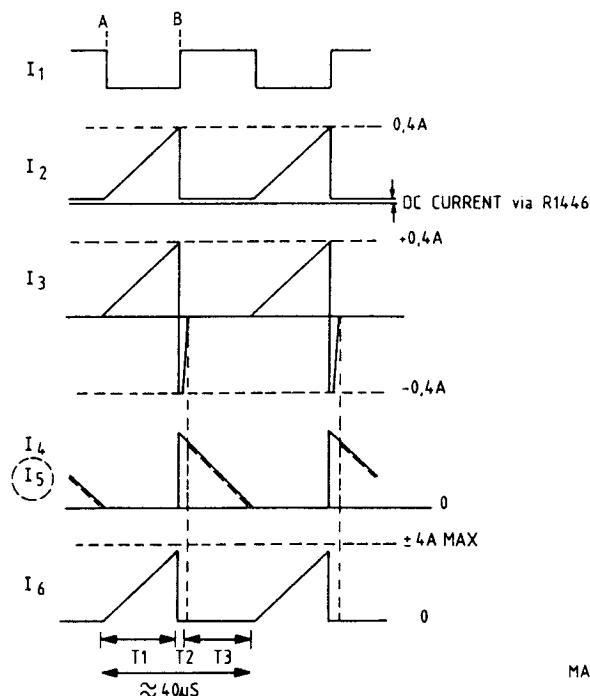 A B
I1
0,4A
I2
DC CURRENT via R1446
+0,4A
I3
-0,4A
I4
I5
0
±4A MAX
I6
0
T1 T2 T3
≈40µS
MA